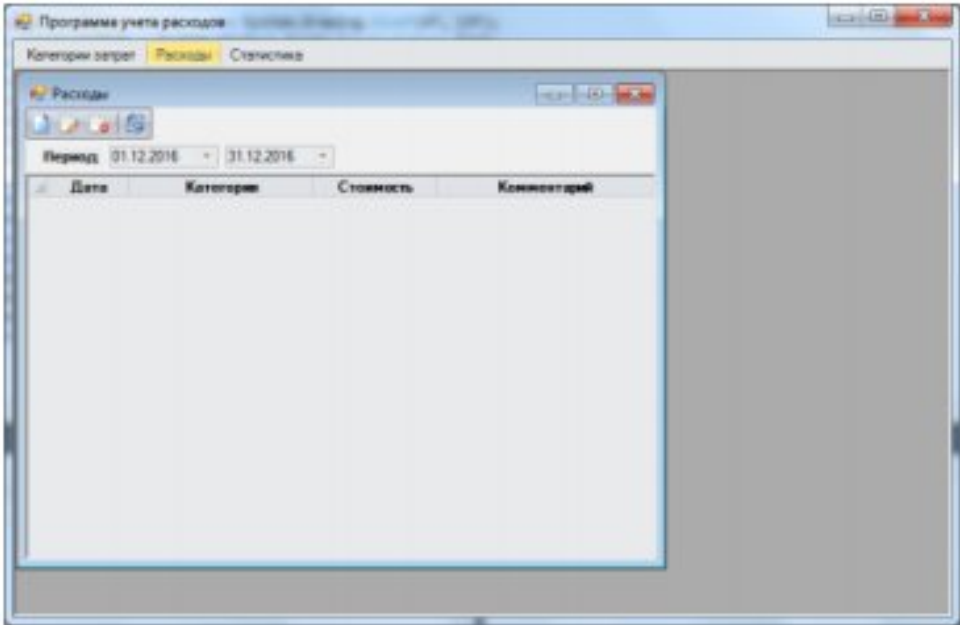 Программа учета расходов
Категории затрат Расходы Статистика
Расходы
Период: 01.12.2016 31.12.2016
Дата Категория Стоимость Комментарий